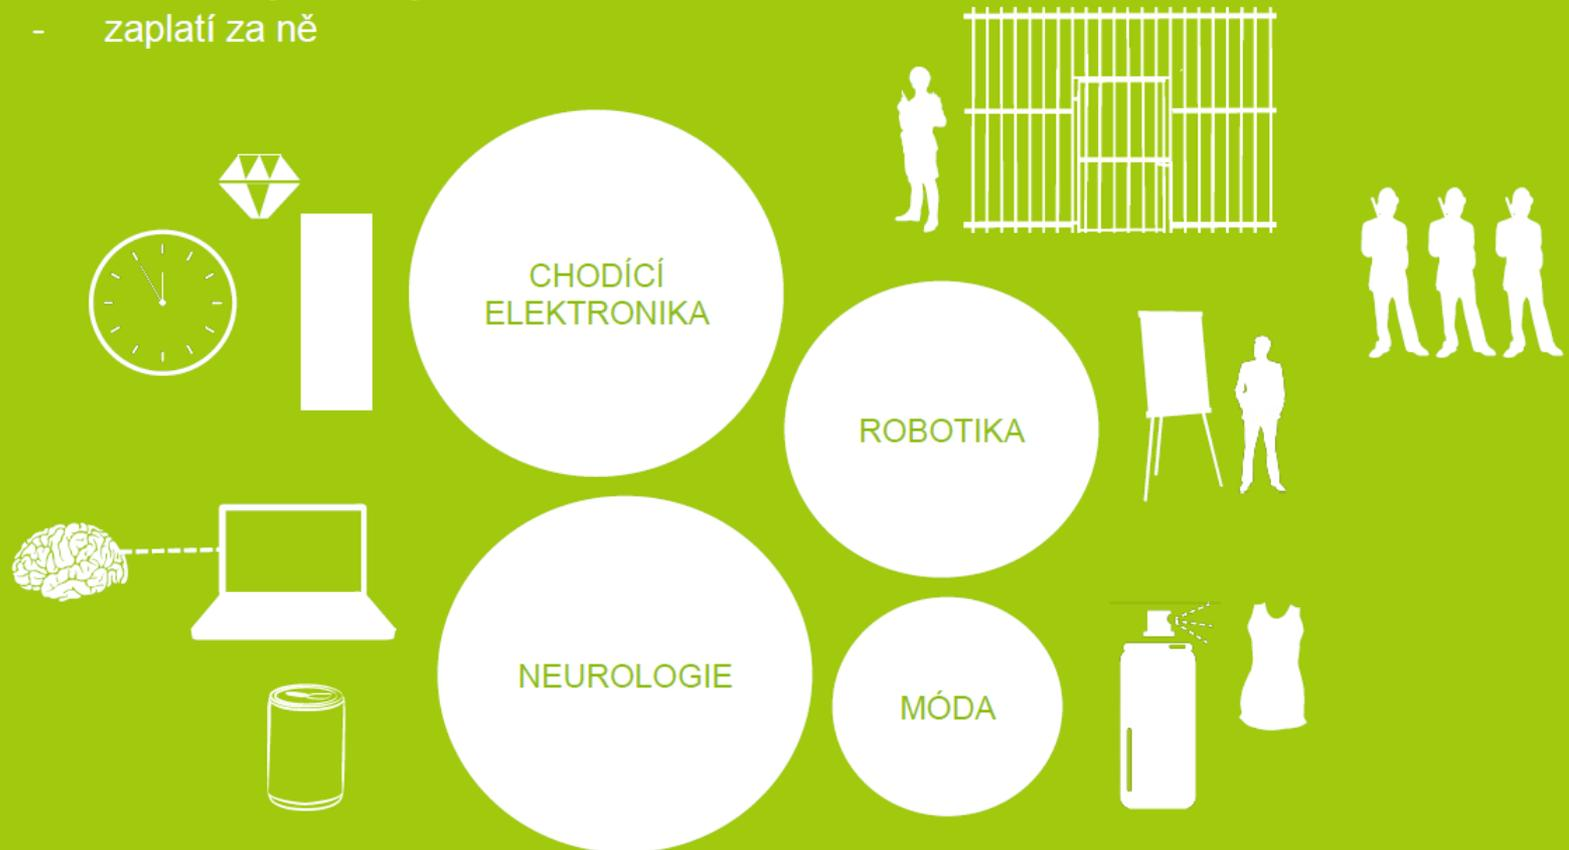 - zaplatí za ně
CHODÍCÍ
ELEKTRONIKA
ROBOTIKA
NEUROLOGIE
MÓDA